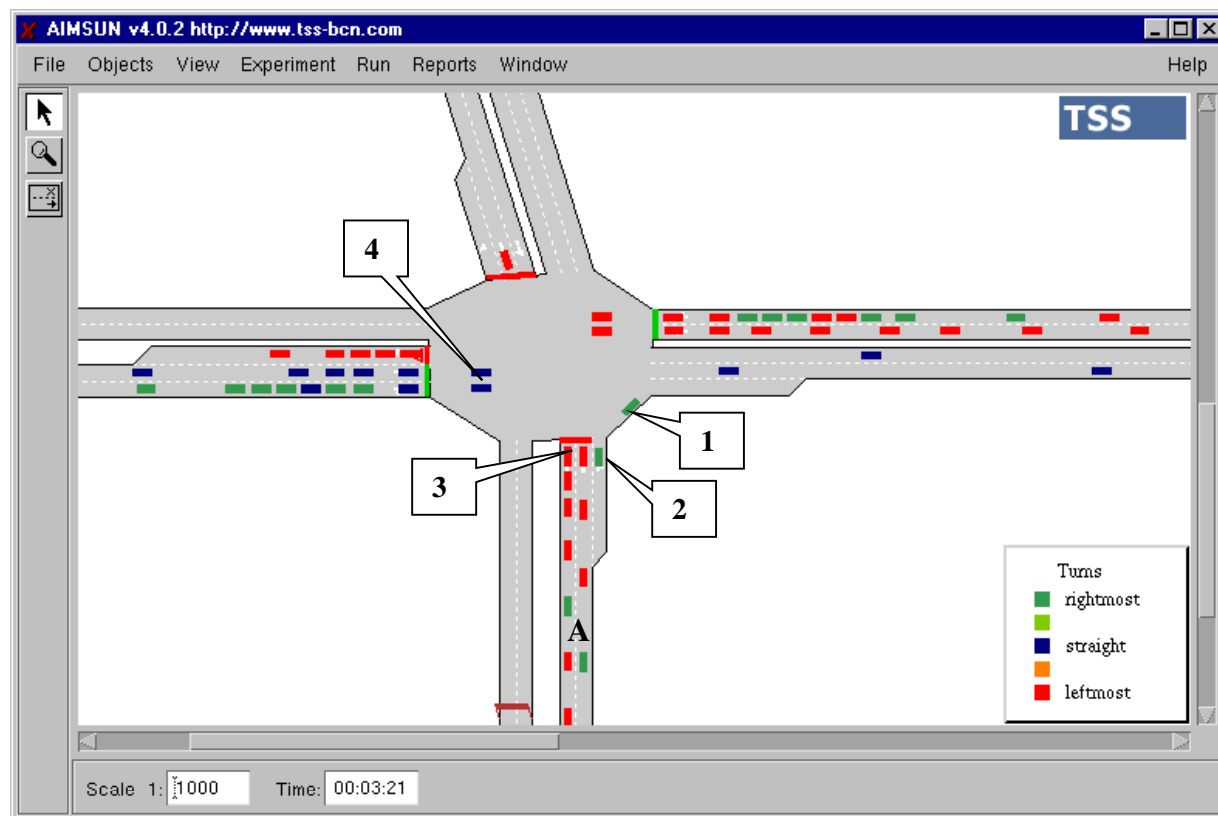 AIMSUN v4.0.2 http://www.tss-bcn.com
File Objects View Experiment Run Reports Window Help
TSS
4
1
3
2
A
Turns
rightmost
straight
leftmost
Scale 1: 1000 Time: 00:03:21